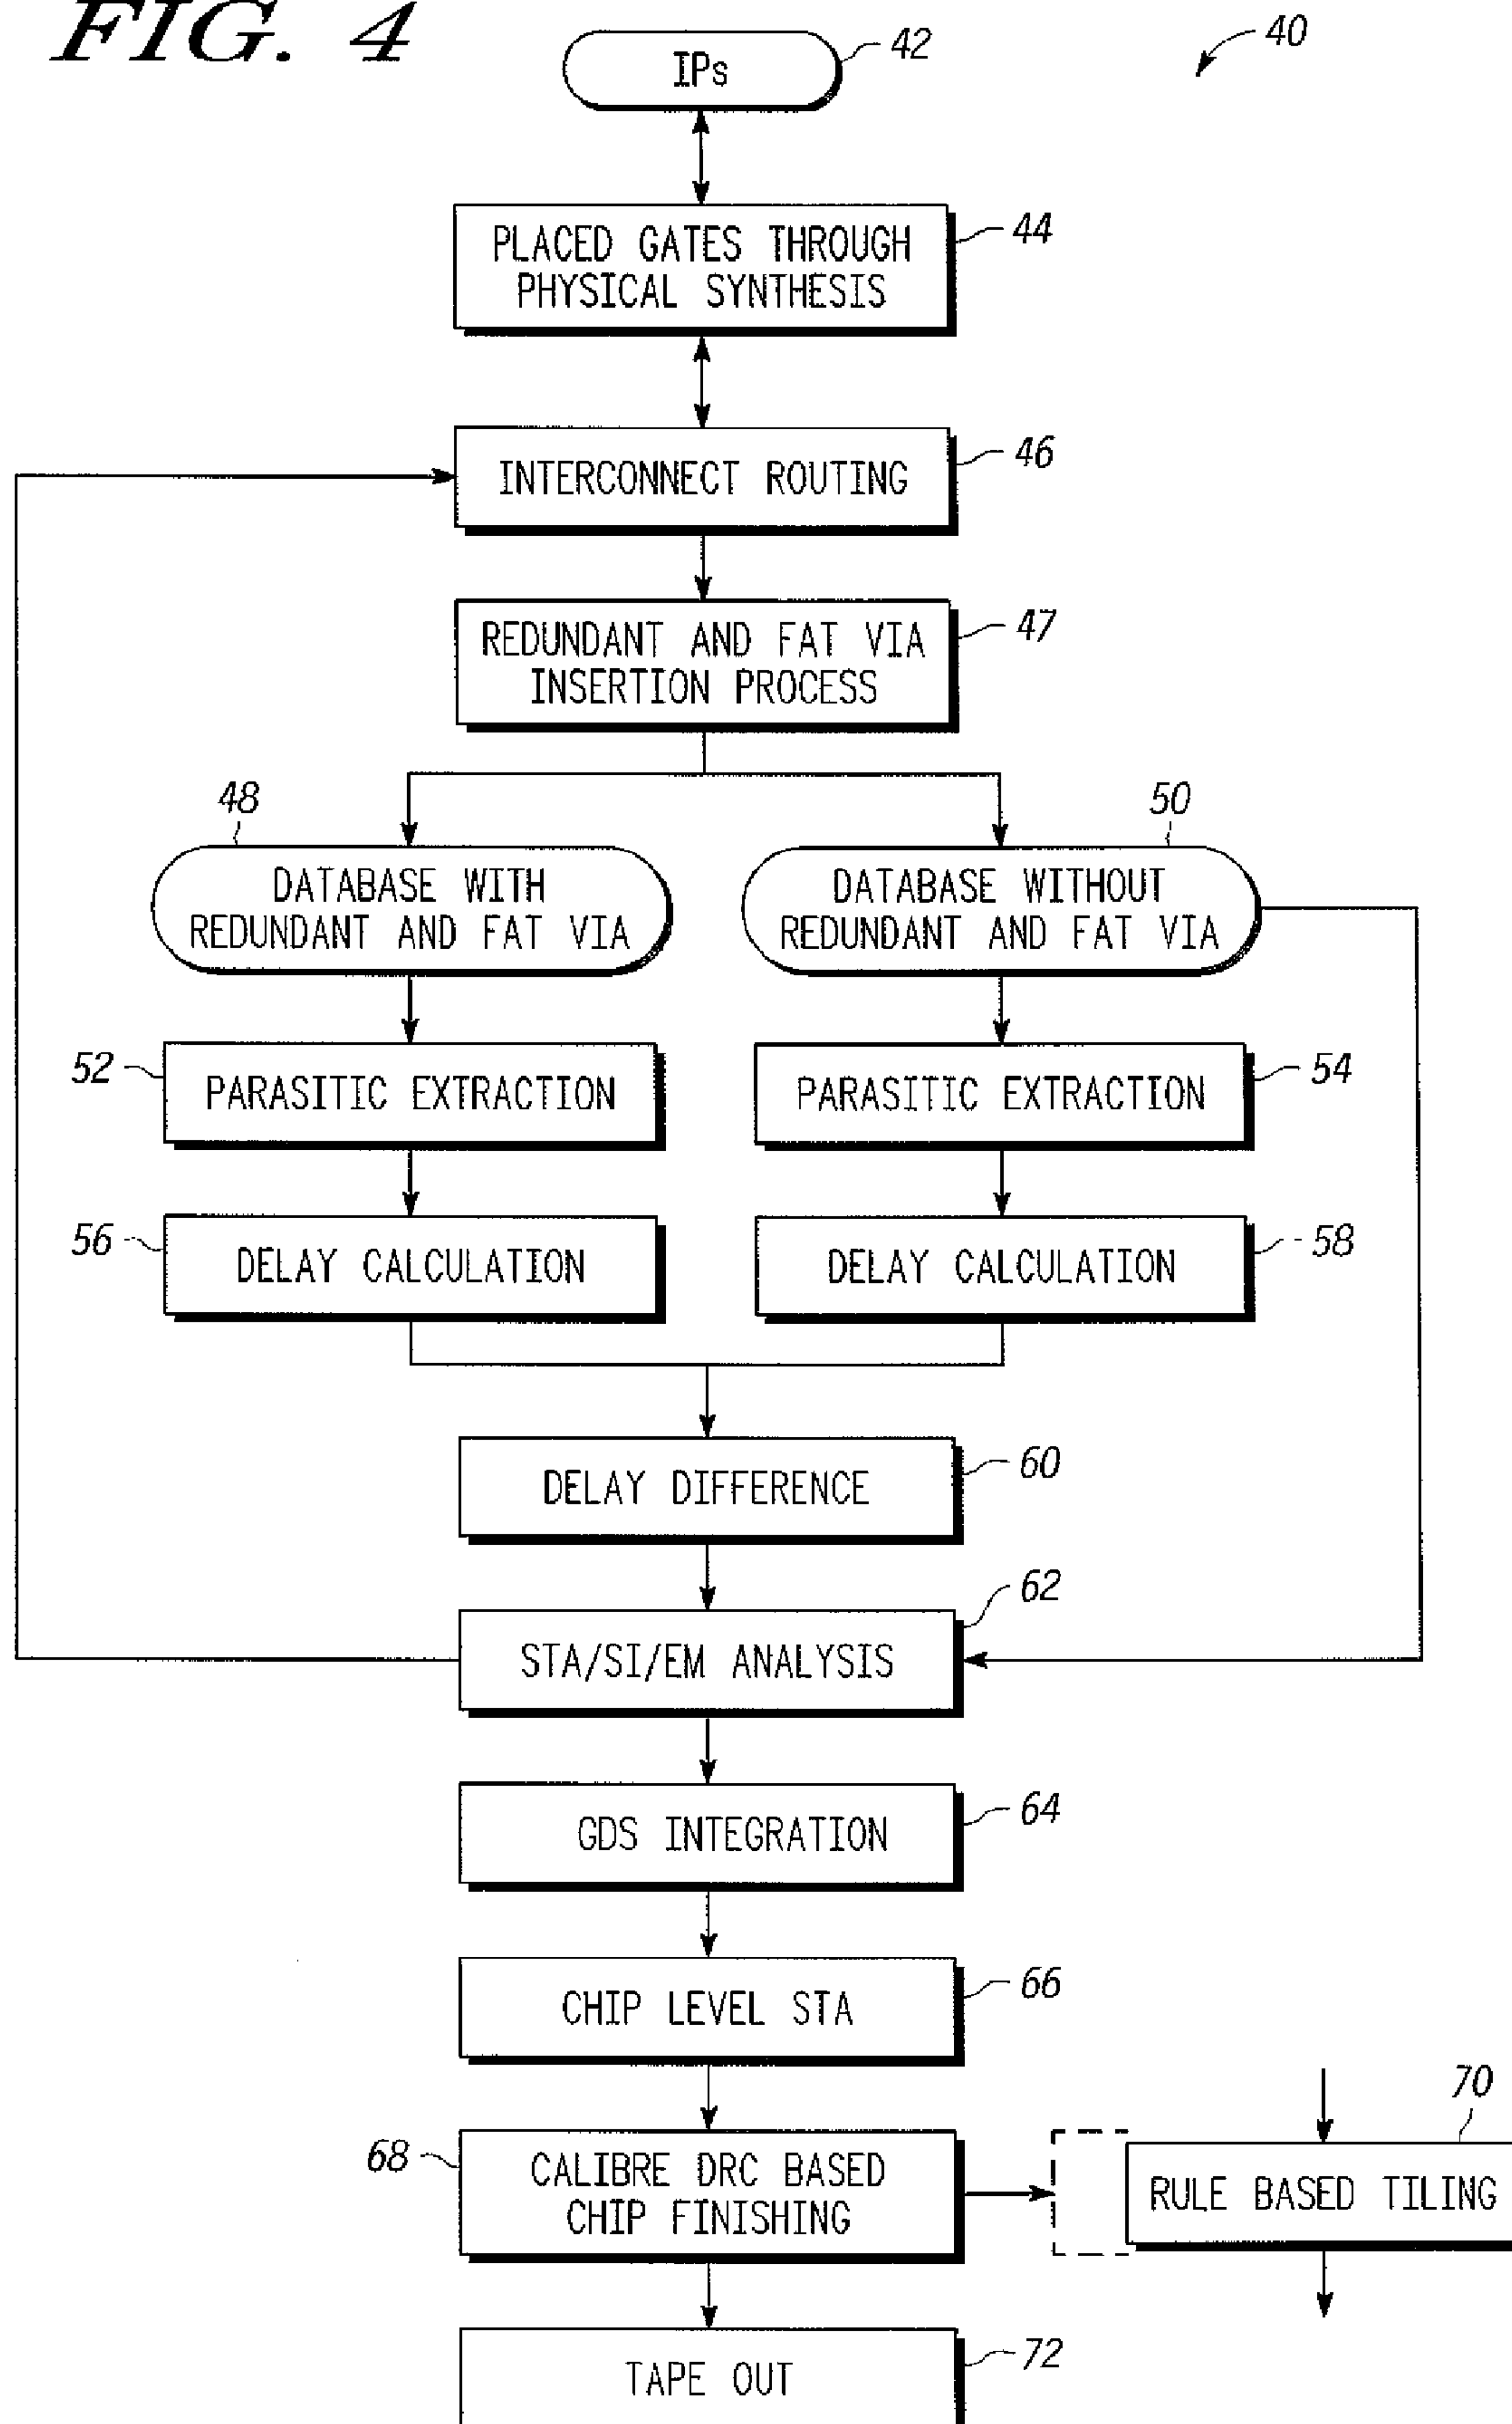 FIG. 4
40
IPs
42
PLACED GATES THROUGH
PHYSICAL SYNTHESIS
44
INTERCONNECT ROUTING
46
REDUNDANT AND FAT VIA
INSERTION PROCESS
47
48
50
DATABASE WITH
REDUNDANT AND FAT VIA
DATABASE WITHOUT
REDUNDANT AND FAT VIA
52
PARASITIC EXTRACTION
PARASITIC EXTRACTION
54
56
DELAY CALCULATION
DELAY CALCULATION
58
DELAY DIFFERENCE
60
62
STA/SI/EM ANALYSIS
GDS INTEGRATION
64
CHIP LEVEL STA
66
68
CALIBRE DRC BASED
CHIP FINISHING
70
RULE BASED TILING
TAPE OUT
72